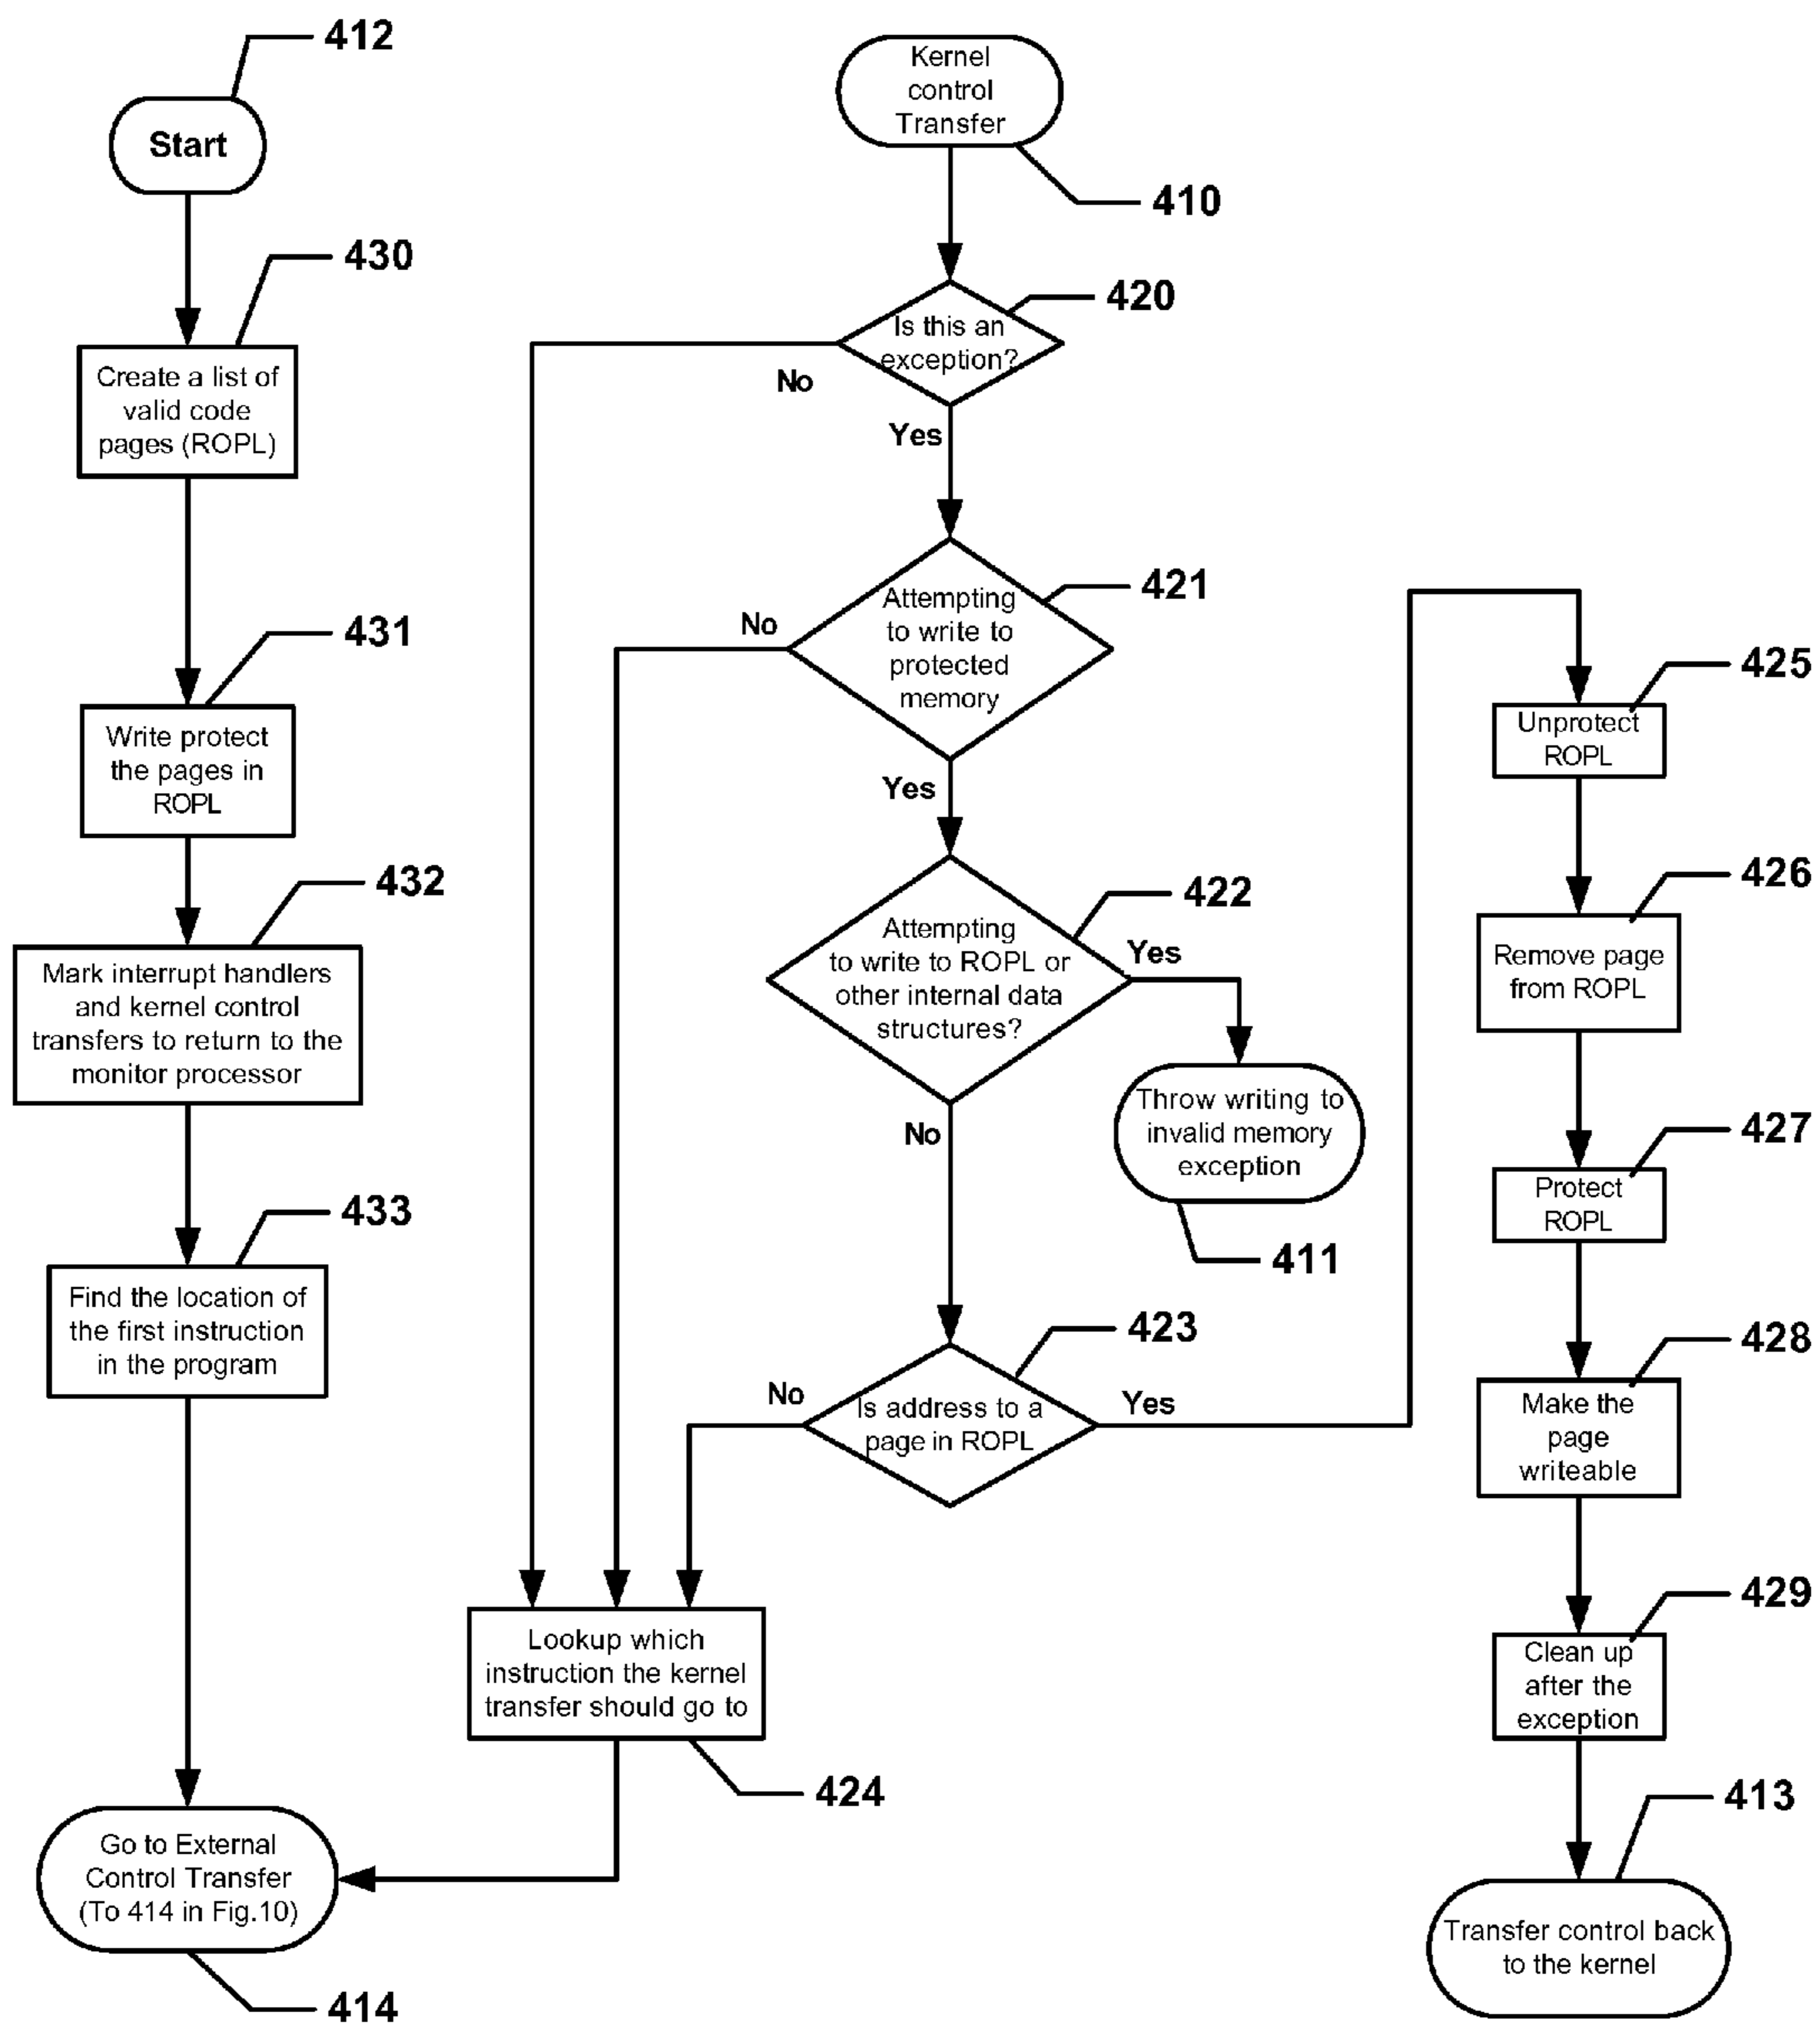 412
Start
430
Create a list of
valid code
pages (ROPL)
431
Write protect
the pages in
ROPL
432
Mark interrupt handlers
and kernel control
transfers to return to the
monitor processor
433
Find the location of
the first instruction
in the program
Go to External
Control Transfer
(To 414 in Fig.10)
414
Kernel
control
Transfer
410
420
Is this an
exception?
No
Yes
421
Attempting
to write to
protected
memory
No
Yes
422
Attempting
to write to ROPL or
other internal data
structures?
Yes
No
Throw writing to
invalid memory
exception
411
423
Is address to a
page in ROPL
No
Yes
Lookup which
instruction the kernel
transfer should go to
424
425
Unprotect
ROPL
426
Remove page
from ROPL
427
Protect
ROPL
428
Make the
page
writeable
429
Clean up
after the
exception
413
Transfer control back
to the kernel